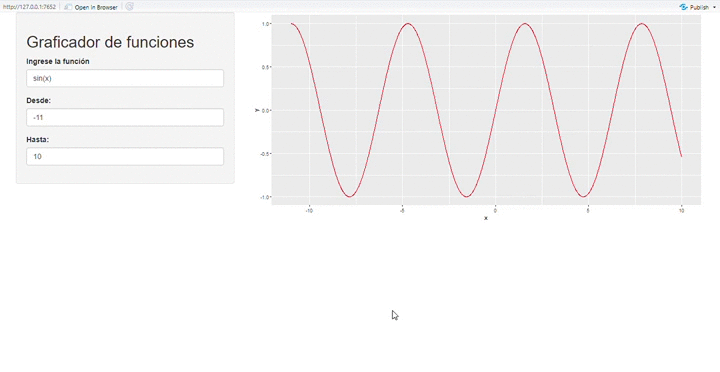 http://127.0.0.1:7652 Open in Browser Publish
Graficador de funciones
Ingrese la función
sin(x)
Desde:
-11
Hasta:
10
1.0
0.5
0.0
-0.5
-1.0
y
-10 -5 0 5 10
x